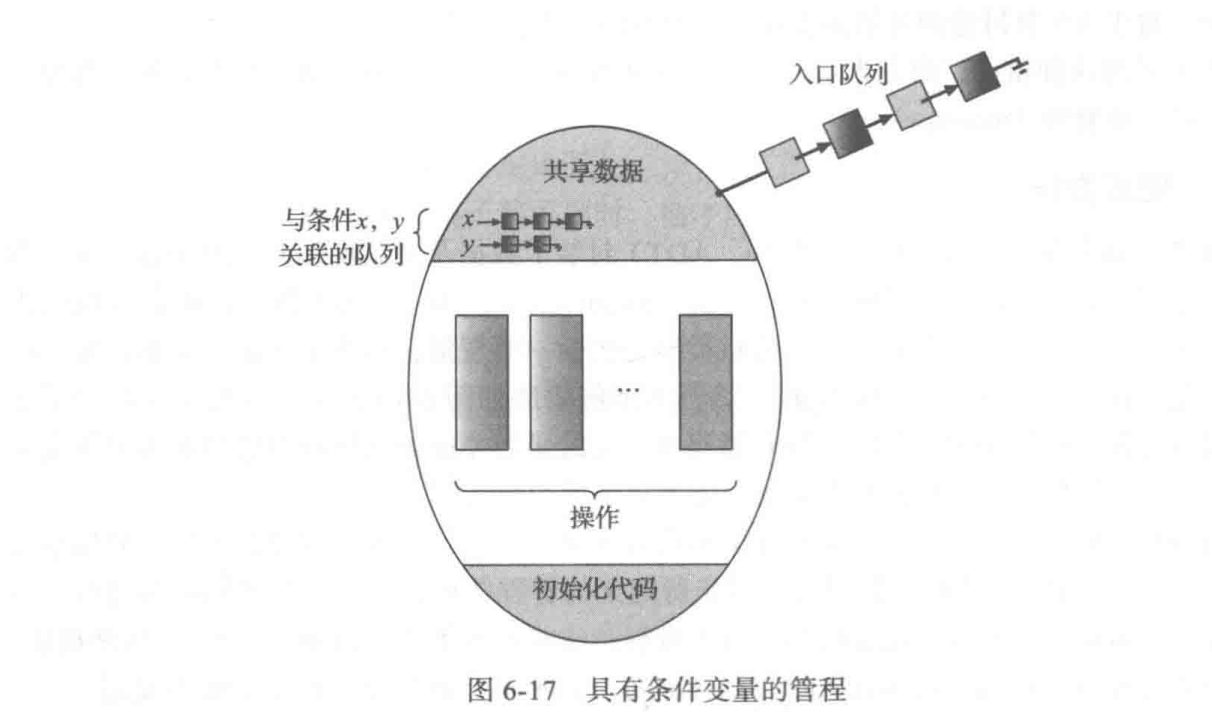 入口队列
共享数据
与条件x，y
关联的队列
x
y
...
操作
初始化代码
图 6-17 具有条件变量的管程